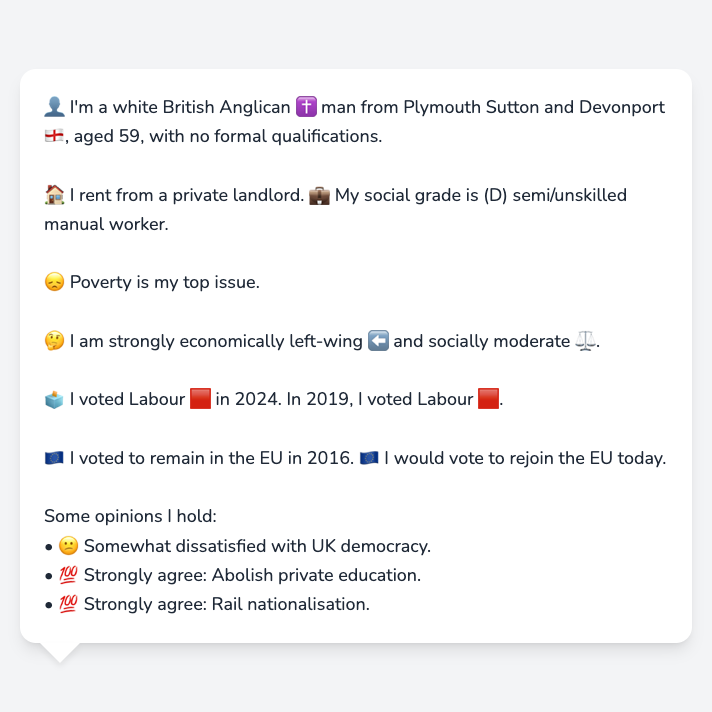 👤 I'm a white British Anglican ✝️ man from Plymouth Sutton and Devonport
🏴󠁧󠁢󠁥󠁮󠁧󠁿, aged 59, with no formal qualifications.
🏠 I rent from a private landlord. 💼 My social grade is (D) semi/unskilled
manual worker.
😞 Poverty is my top issue.
🤔 I am strongly economically left-wing ⬅️ and socially moderate ⚖️.
🗳️ I voted Labour 🟥 in 2024. In 2019, I voted Labour 🟥.
🇪🇺 I voted to remain in the EU in 2016. 🇪🇺 I would vote to rejoin the EU today.
Some opinions I hold:
• 😕 Somewhat dissatisfied with UK democracy.
• 💯 Strongly agree: Abolish private education.
• 💯 Strongly agree: Rail nationalisation.